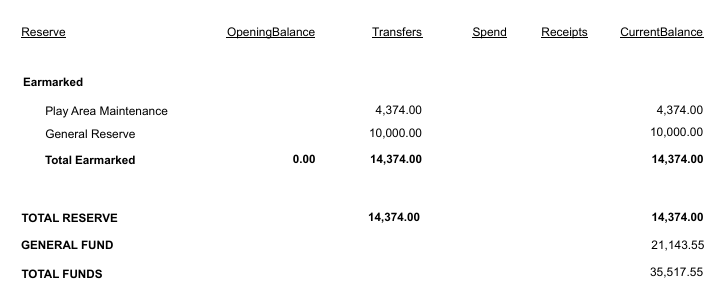 Reserve OpeningBalance Transfers Spend Receipts CurrentBalance
Earmarked
Play Area Maintenance 4,374.00 4,374.00
General Reserve 10,000.00 10,000.00
Total Earmarked 0.00 14,374.00 14,374.00
TOTAL RESERVE 14,374.00 14,374.00
GENERAL FUND 21,143.55
TOTAL FUNDS 35,517.55